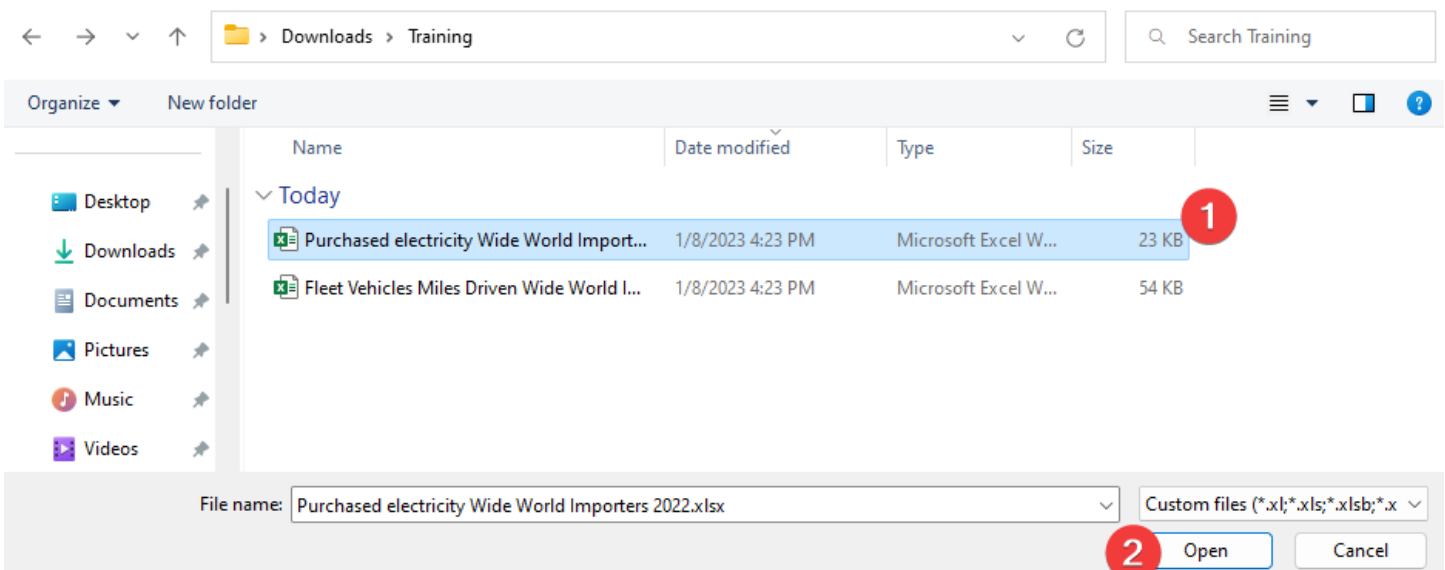 Downloads > Training
Search Training
Organize New folder
?
Name Date modified Type Size
Today
Desktop
Downloads
Documents
Pictures
Music
Videos
Purchased electricity Wide World Import... 1/8/2023 4:23 PM Microsoft Excel W... 23 KB
1
Fleet Vehicles Miles Driven Wide World I... 1/8/2023 4:23 PM Microsoft Excel W... 54 KB
File name: Purchased electricity Wide World Importers 2022.xlsx Custom files (*.xl;*.xls;*.xlsb;*.x
2 Open Cancel